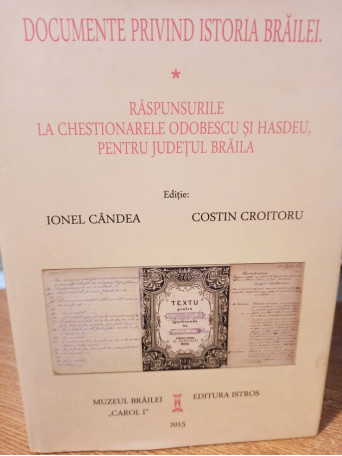 DOCUMENTE PRIVIND ISTORIA BRĂILEI.
*
RĂSPUNSURILE
LA CHESTIONARELE ODOBESCU ȘI HASDEU,
PENTRU JUDEȚUL BRĂILA
Ediție:
IONEL CÂNDEA COSTIN CROITORU
TEXTU
pentru
MUZEUL BRĂILEI EDITURA ISTROS
„CAROL I”
2015